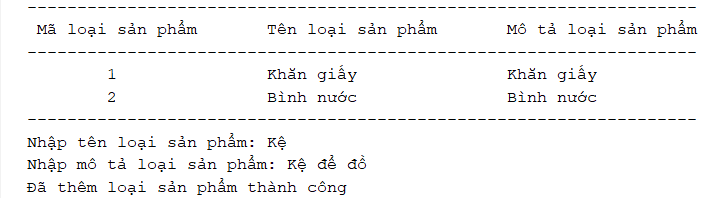 -------------------------------------------------------------------
Mã loại sản phẩm Tên loại sản phẩm Mô tả loại sản phẩm
-------------------------------------------------------------------
1 Khăn giấy Khăn giấy
2 Bình nước Bình nước
-------------------------------------------------------------------
Nhập tên loại sản phẩm: Kệ
Nhập mô tả loại sản phẩm: Kệ để đồ
Đã thêm loại sản phẩm thành công